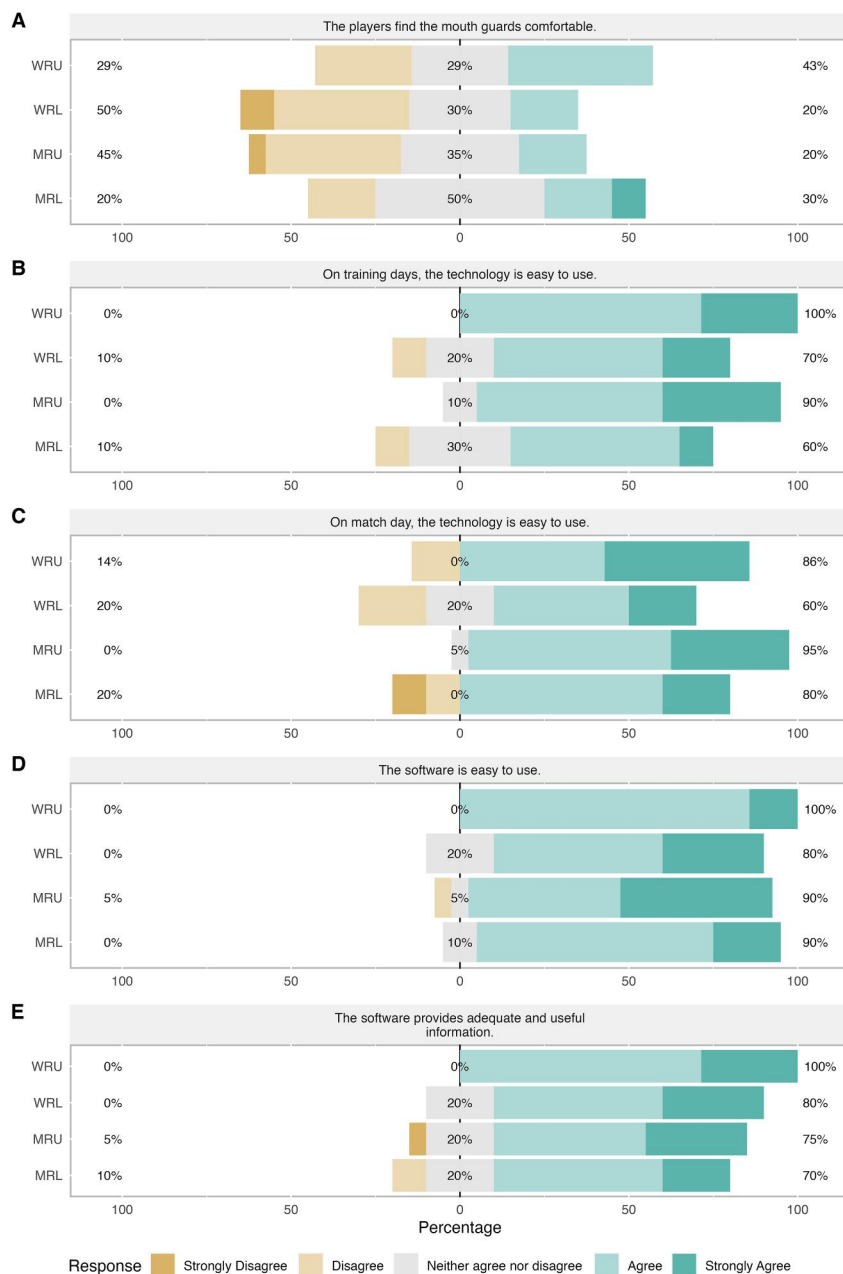 A
The players find the mouth guards comfortable.
WRU 29% 29% 43%
WRL 50% 30% 20%
MRU 45% 35% 20%
MRL 20% 50% 30%
100 50 0 50 100
B
On training days, the technology is easy to use.
WRU 0% 0% 100%
WRL 10% 20% 70%
MRU 0% 10% 90%
MRL 10% 30% 60%
100 50 0 50 100
C
On match day, the technology is easy to use.
WRU 14% 0% 86%
WRL 20% 20% 60%
MRU 0% 5% 95%
MRL 20% 0% 80%
100 50 0 50 100
D
The software is easy to use.
WRU 0% 0% 100%
WRL 0% 20% 80%
MRU 5% 5% 90%
MRL 0% 10% 90%
100 50 0 50 100
E
The software provides adequate and useful
information.
WRU 0% 0% 100%
WRL 0% 20% 80%
MRU 5% 20% 75%
MRL 10% 20% 70%
100 50 0 50 100
Percentage
Response Strongly Disagree Disagree Neither agree nor disagree Agree Strongly Agree